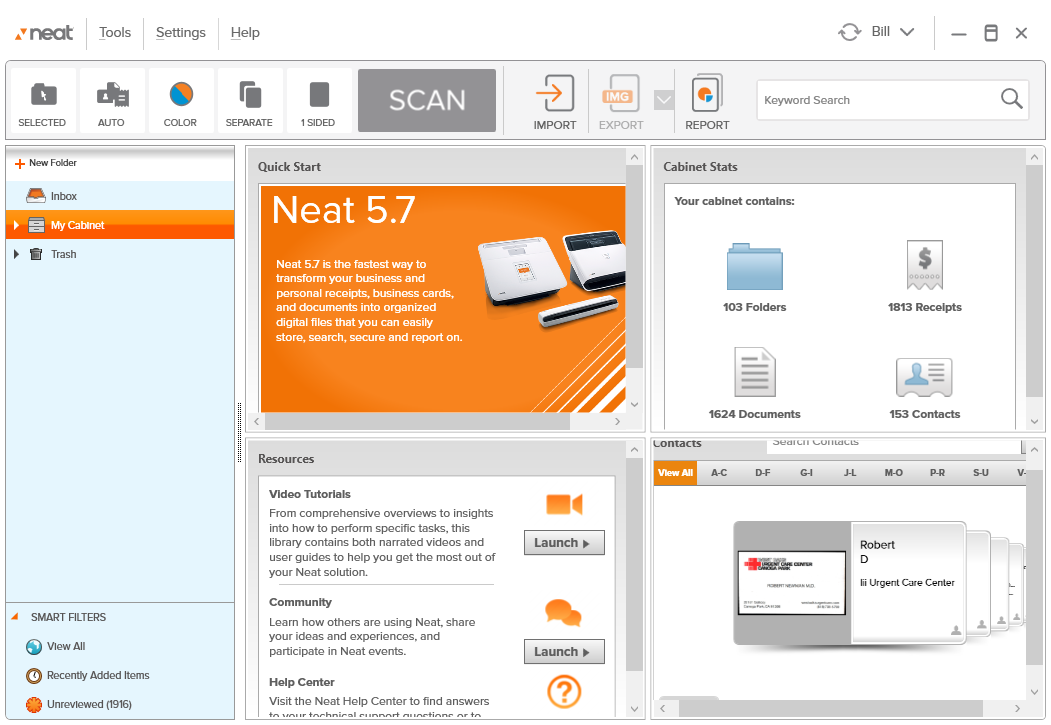 neat
Tools
Settings
Help
Bill
SELECTED
AUTO
COLOR
SEPARATE
1 SIDED
SCAN
IMPORT
IMG
EXPORT
REPORT
Keyword Search
New Folder
Inbox
My Cabinet
Trash
SMART FILTERS
View All
Recently Added Items
Unreviewed (1916)
Quick Start
Neat 5.7
Neat 5.7 is the fastest way to
transform your business and
personal receipts, business cards,
and documents into organized
digital files that you can easily
store, search, secure and report on.
Cabinet Stats
Your cabinet contains:
103 Folders
1813 Receipts
1624 Documents
153 Contacts
Resources
Video Tutorials
From comprehensive overviews to insights
into how to perform specific tasks, this
library contains both narrated videos and
user guides to help you get the most out of
your Neat solution.
Launch
Community
Learn how others are using Neat, share
your ideas and experiences, and
participate in Neat events.
Launch
Help Center
Visit the Neat Help Center to find answers
to your technical support questions or to
Contacts
Search Contacts
View All
A-C
D-F
G-I
J-L
M-O
P-R
S-U
V-
URGENT CARE CENTER
CANOGA PARK
ROBERT NEWMAN M.D.
Robert
D
Iii Urgent Care Center